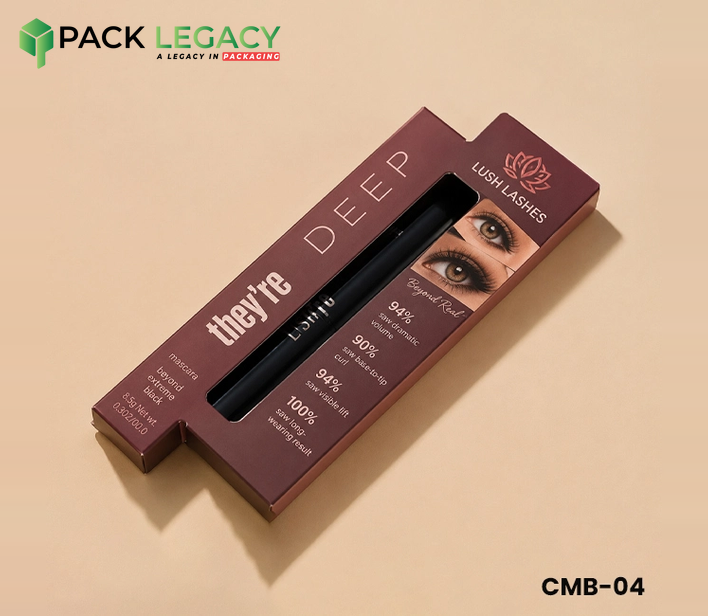 PACK LEGACY
A LEGACY IN PACKAGING
LUSH LASHES
DEEP
they're
Beyond Real
94%
saw dramatic
volume
90%
saw base-to-tip
curl
94%
saw visible lift
100%
saw long-
wearing result
mascara
beyond
extreme
black
8.5g Net wt.
0.302.00.0
CMB-04